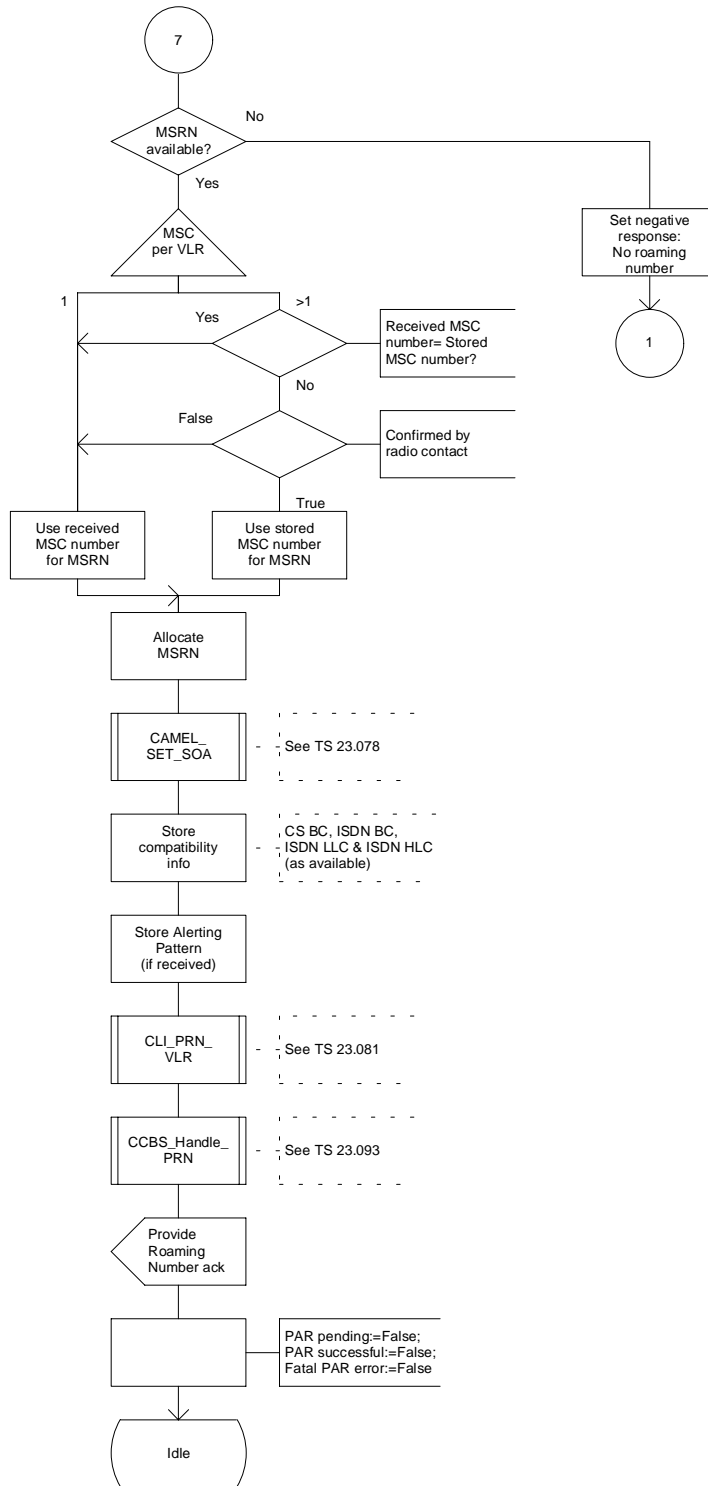 7
No
MSRN
available?
Yes
MSC
per VLR
Set negative
response:
No roaming
number
1
>1
Yes
Received MSC
number= Stored
MSC number?
1
No
False
Confirmed by
radio contact
True
Use received
MSC number
for MSRN
Use stored
MSC number
for MSRN
Allocate
MSRN
CAMEL_
SET_SOA
See TS 23.078
Store
compatibility
info
CS BC, ISDN BC,
ISDN LLC & ISDN HLC
(as available)
Store Alerting
Pattern
(if received)
CLI_PRN_
VLR
See TS 23.081
CCBS_Handle_
PRN
See TS 23.093
Provide
Roaming
Number ack
PAR pending:=False;
PAR successful:=False;
Fatal PAR error:=False
Idle